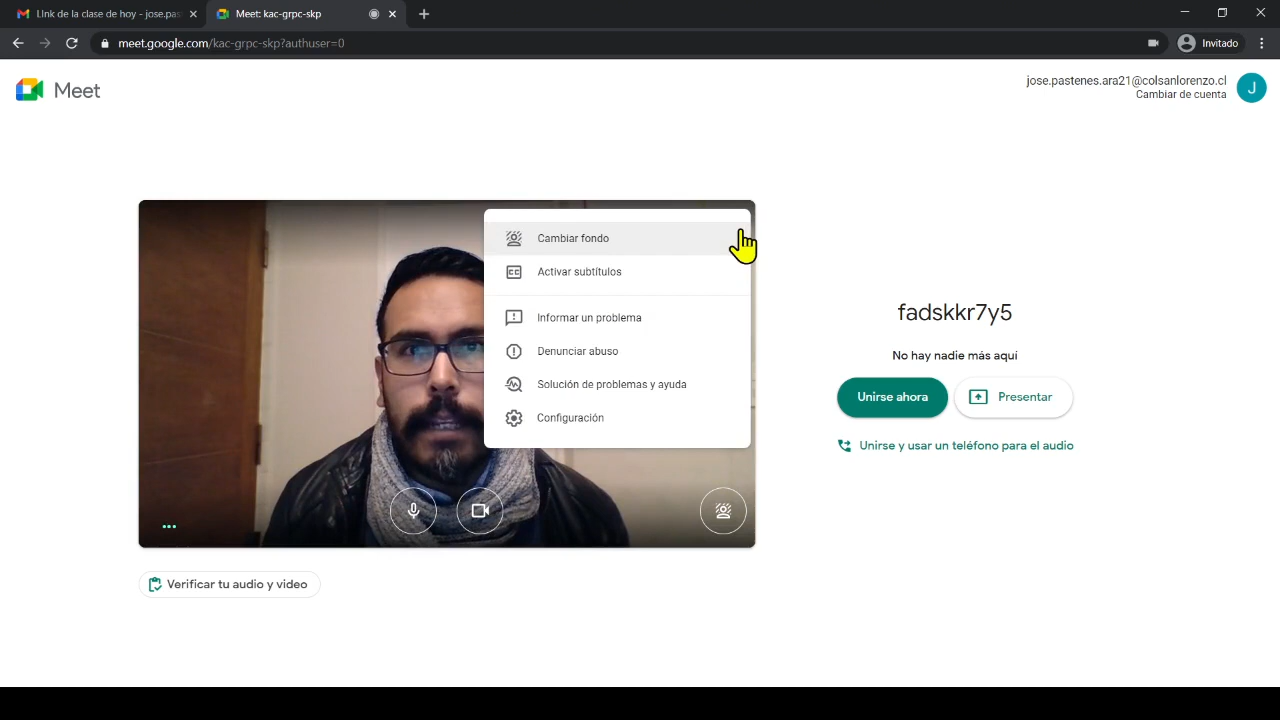 Link de la clase de hoy - jose.pas
Meet: kac-grpc-skp
meet.google.com/kac-grpc-skp?authuser=0
Invitado
Meet
jose.pastenes.ara21@colsanlorenzo.cl
Cambiar de cuenta
J
Cambiar fondo
CC Activar subtítulos
Informar un problema
Denunciar abuso
Solución de problemas y ayuda
Configuración
fadskkr7y5
No hay nadie más aquí
Unirse ahora
Presentar
Unirse y usar un teléfono para el audio
Verificar tu audio y video